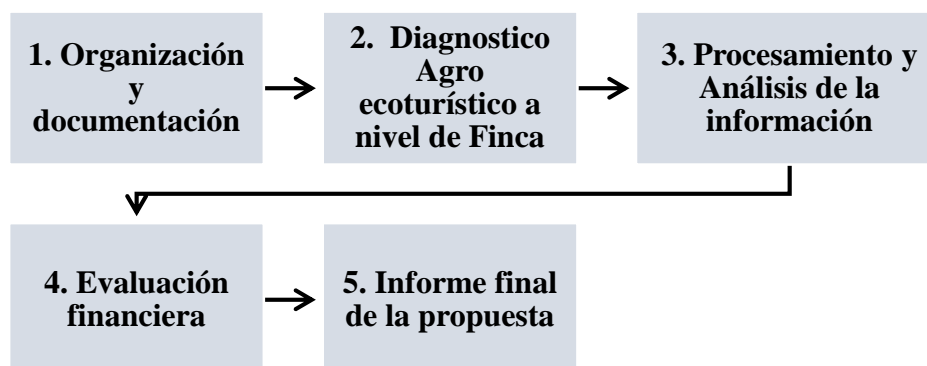 1. Organización
y
documentación
2. Diagnostico
Agro
ecoturístico a
nivel de Finca
3. Procesamiento y
Análisis de la
información
4. Evaluación
financiera
5. Informe final
de la propuesta